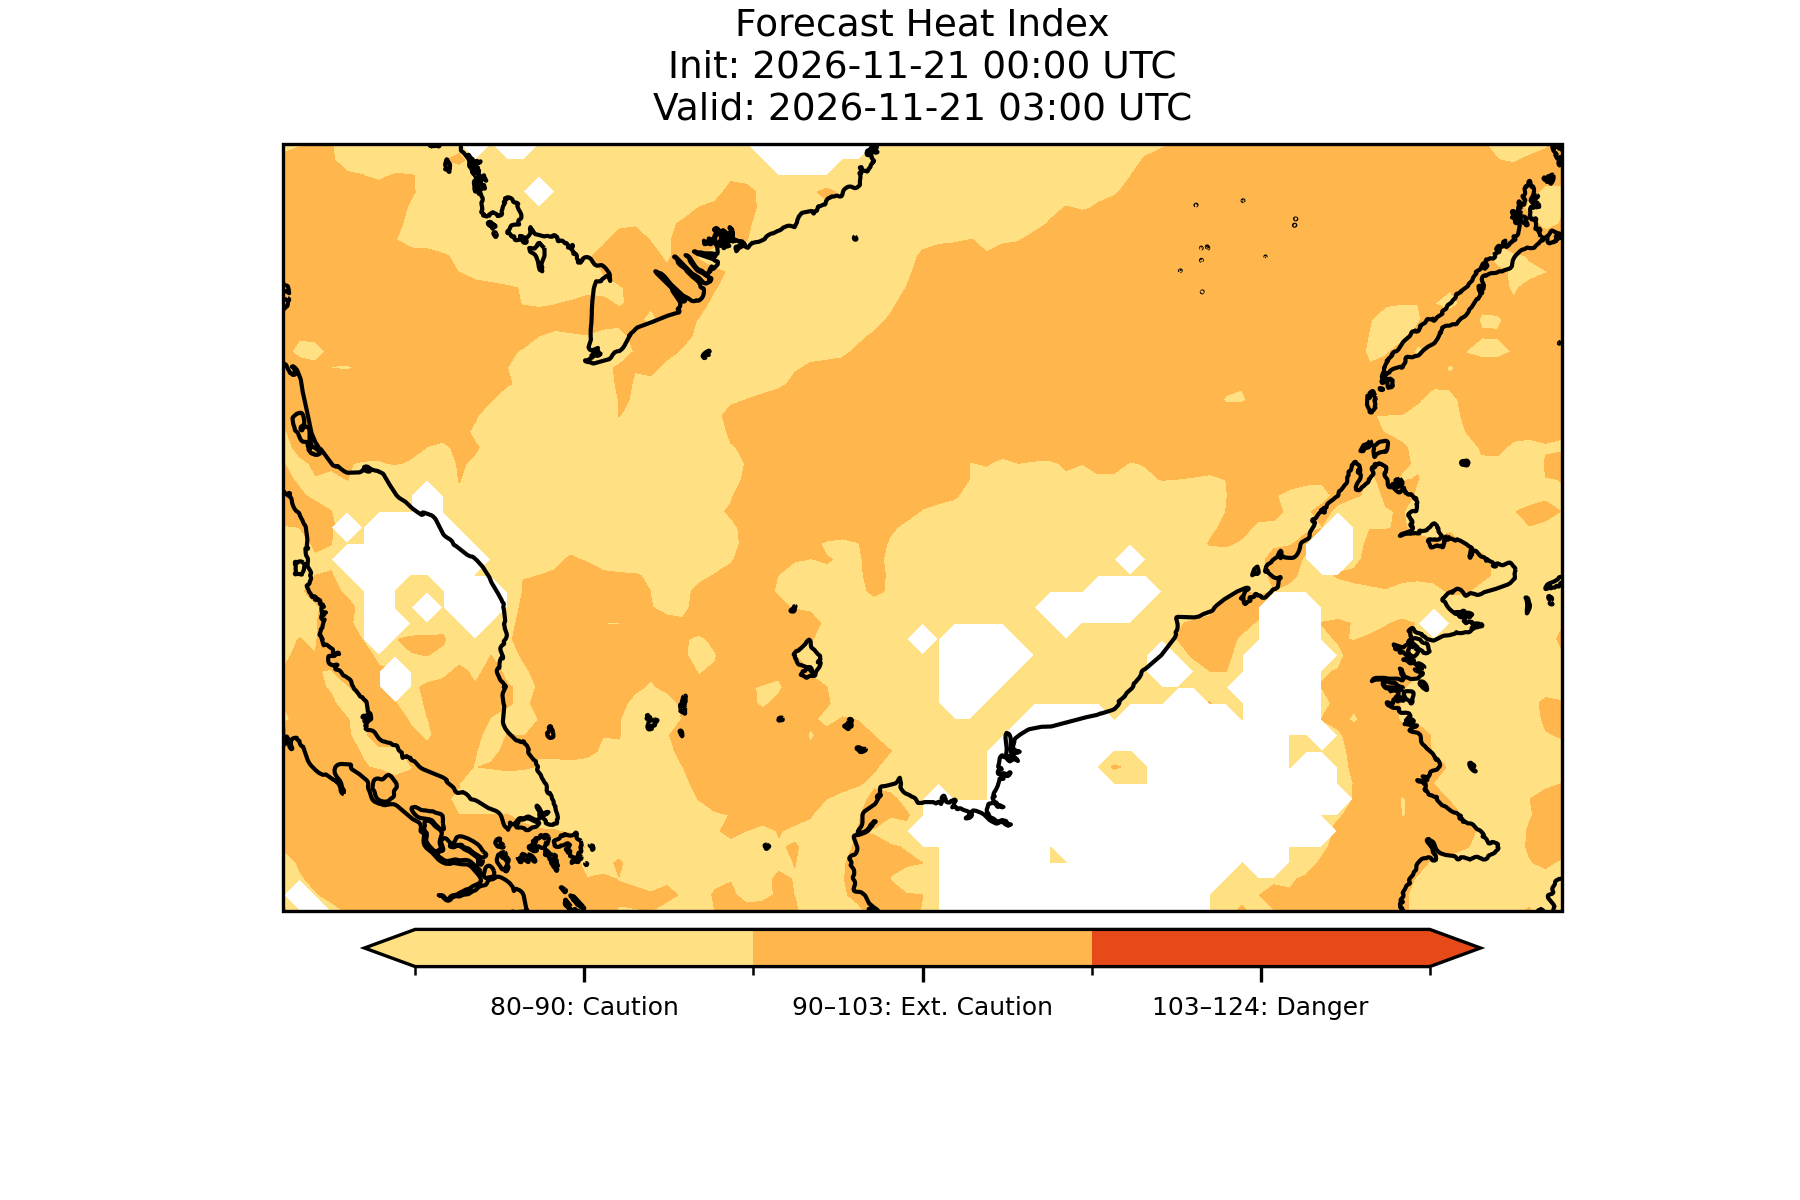 Forecast Heat Index
Init: 2026-11-21 00:00 UTC
Valid: 2026-11-21 03:00 UTC
80–90: Caution
90–103: Ext. Caution
103–124: Danger